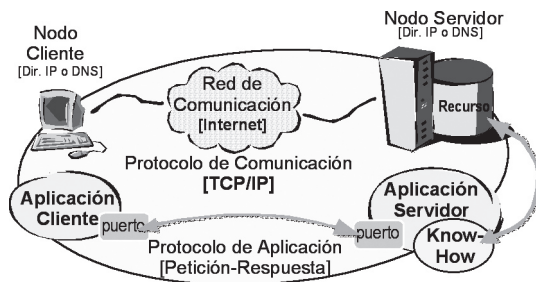 Nodo
Cliente
[Dir. IP o DNS]
Nodo Servidor
[Dir. IP o DNS]
Red de
Comunicación
[Internet]
Recurso
Protocolo de Comunicación
[TCP/IP]
Aplicación
Cliente
puerto
Aplicación
Servidor
puerto
Know-
How
Protocolo de Aplicación
[Petición-Respuesta]